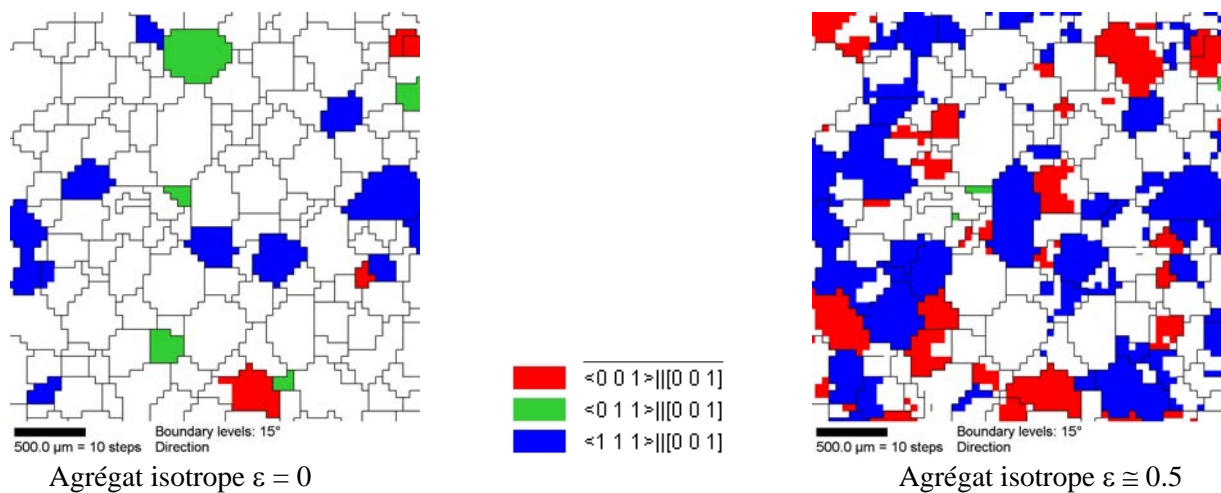 <0 0 1>||[0 0 1]
<0 1 1>||[0 0 1]
<1 1 1>||[0 0 1]
Boundary levels: 15°
500.0 µm = 10 steps Direction
Agrégat isotrope ε = 0
Boundary levels: 15°
500.0 µm = 10 steps Direction
Agrégat isotrope ε ≅ 0.5